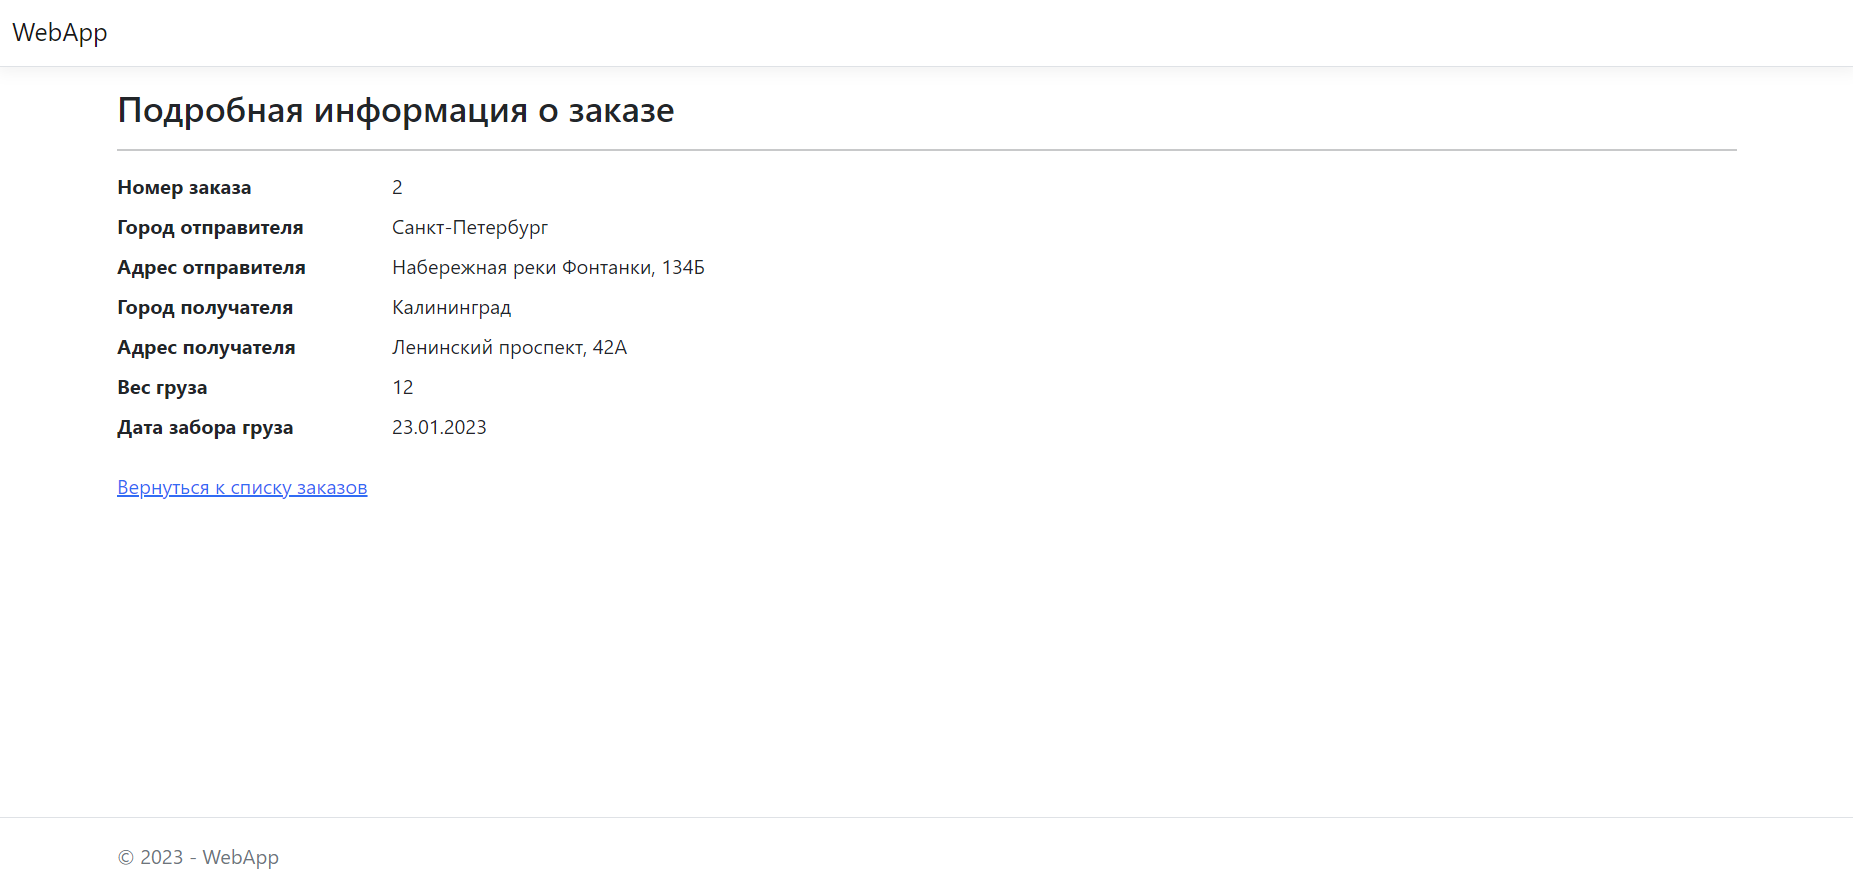 WebApp
Подробная информация о заказе
Номер заказа 2
Город отправителя Санкт-Петербург
Адрес отправителя Набережная реки Фонтанки, 134Б
Город получателя Калининград
Адрес получателя Ленинский проспект, 42А
Вес груза 12
Дата забора груза 23.01.2023
Вернуться к списку заказов
© 2023 - WebApp